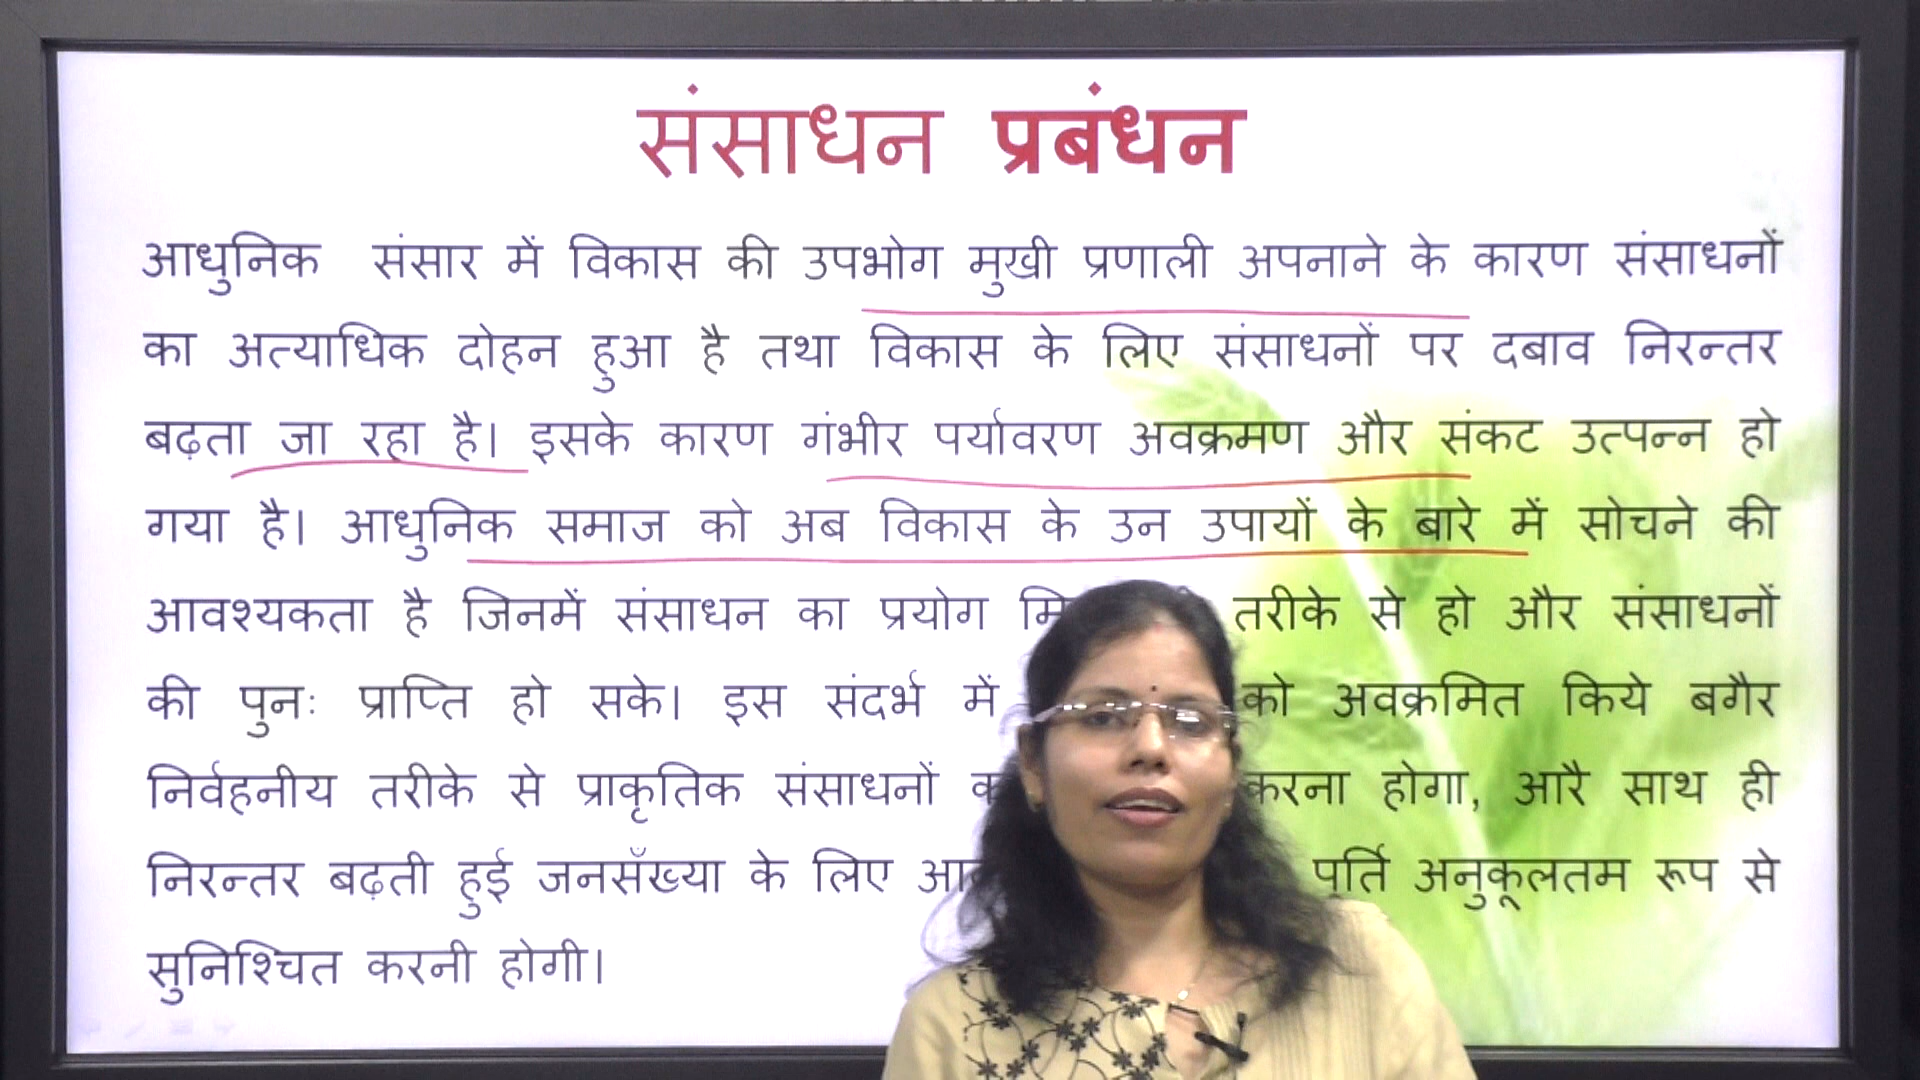 संसाधन प्रबंधन
आधुनिक संसार में विकास की उपभोग मुखी प्रणाली अपनाने के कारण संसाधनों
का अत्याधिक दोहन हुआ है तथा विकास के लिए संसाधनों पर दबाव निरन्तर
बढ़ता जा रहा है। इसके कारण गंभीर पर्यावरण अवक्रमण और संकट उत्पन्न हो
गया है। आधुनिक समाज को अब विकास के उन उपायों के बारे में सोचने की
आवश्यकता है जिनमें संसाधन का प्रयोग तरीके से हो और संसाधनों
की पुनः प्राप्ति हो सके। इस संदर्भ में को अवक्रमित किये बगैर
निर्वहनीय तरीके से प्राकृतिक संसाधनों करना होगा, आरै साथ ही
निरन्तर बढ़ती हुई जनसँख्या के लिए पर्ति अनुकूलतम रूप से
सुनिश्चित करनी होगी।